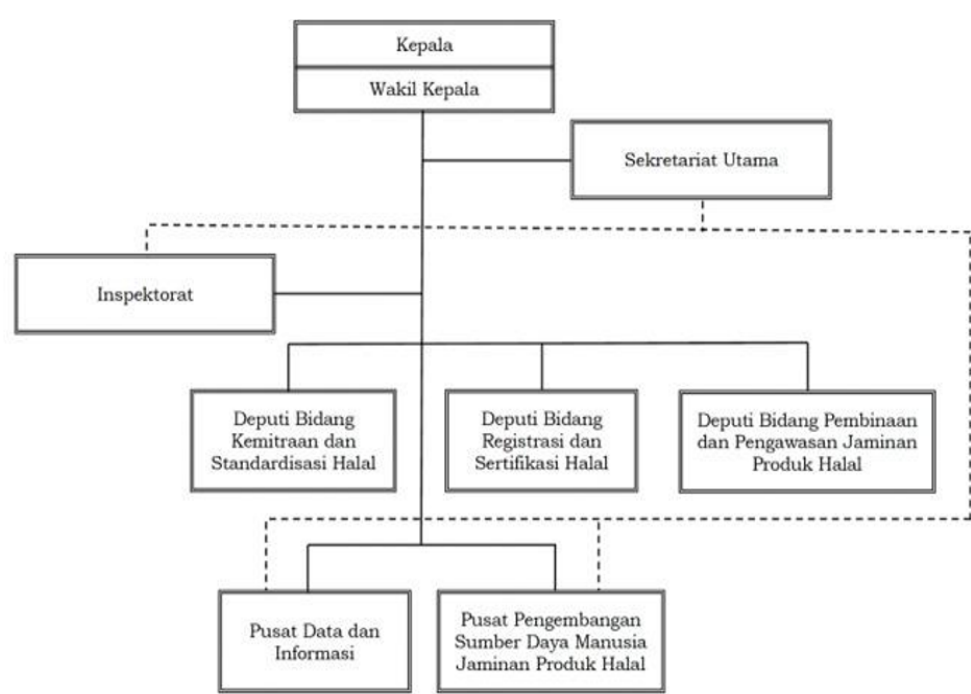 Kepala
Wakil Kepala
Sekretariat Utama
Inspektorat
Deputi Bidang
Kemitraan dan
Standardisasi Halal
Deputi Bidang
Registrasi dan
Sertifikasi Halal
Deputi Bidang Pembinaan
dan Pengawasan Jaminan
Produk Halal
Pusat Data dan
Informasi
Pusat Pengembangan
Sumber Daya Manusia
Jaminan Produk Halal